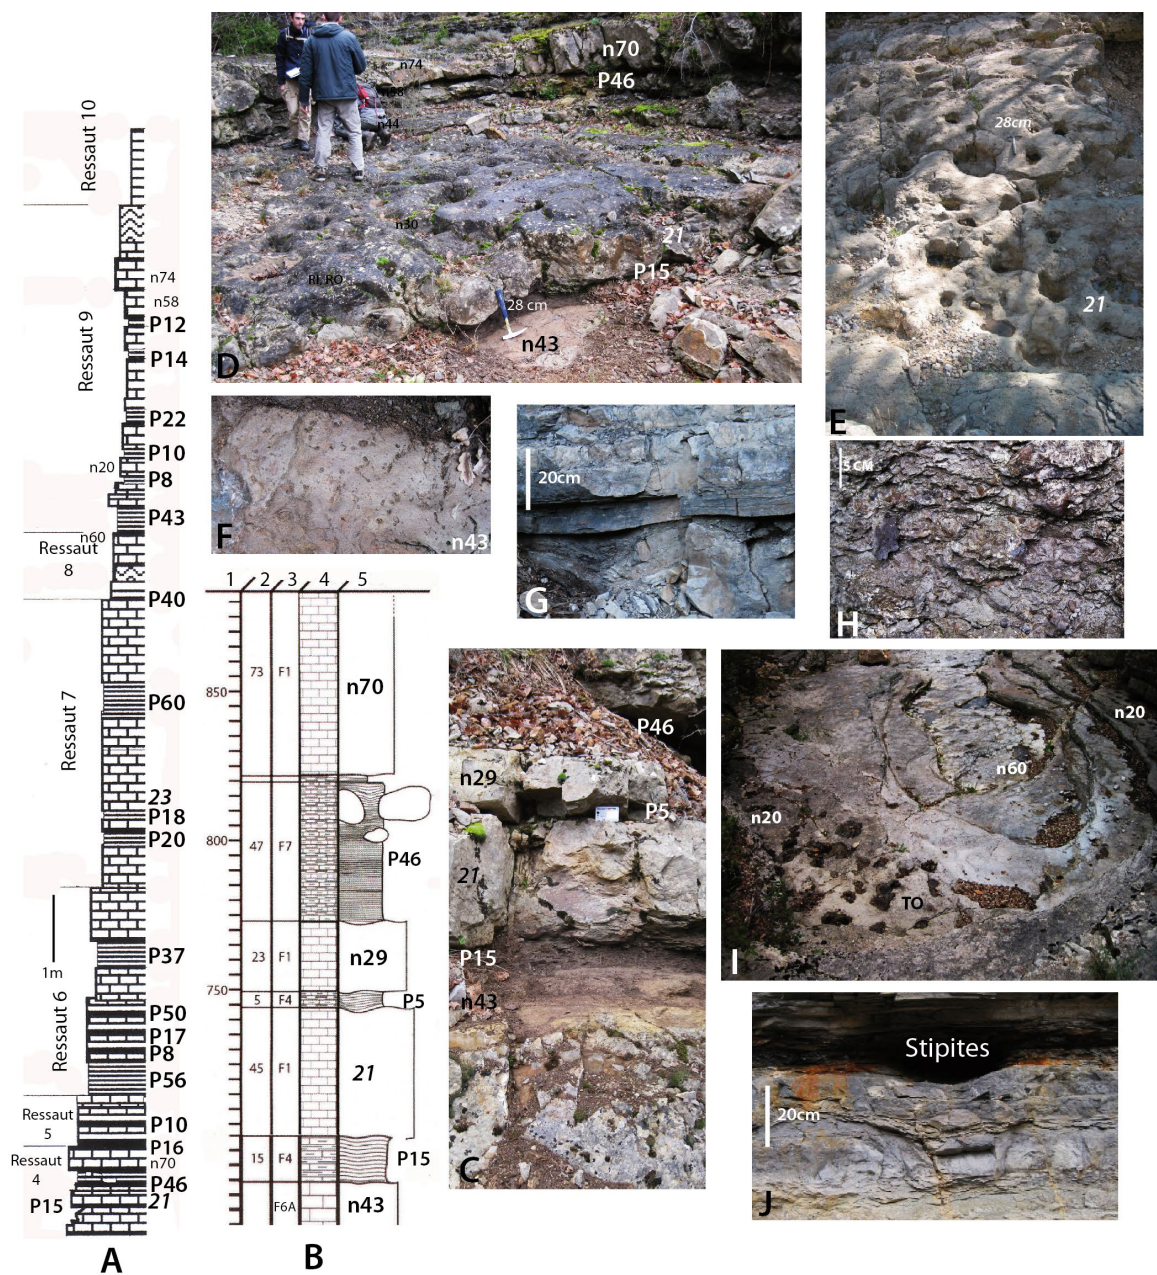 Ressaut 10
n74
n58
P12
Ressaut 9
P14
P22
P10
n20
P8
P43
n60
Ressaut
8
P40
P60
Ressaut 7
23
P18
P20
1m
P37
Ressaut 6
P50
P17
P8
P56
Ressaut
5
P10
P16
Ressaut
4
n70
P46
P15
21
A
1 2 3 4 5
850
73 F1 n70
800
47 F7 P46
23 F1 n29
750
5 F4 P5
45 F1 21
15 F4 P15
F6A n43
B
P46
n29
P5
21
P15
n43
C
n70
n74
P46
n44
n30
21
P15
28 cm
n43
D
28cm
21
E
F
n43
20cm
G
5 CM
H
n20
n60
n20
TO
I
Stipites
20cm
J